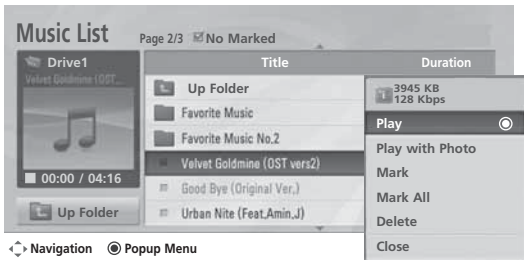 Music List
Page 2/3 No Marked
Drive1
Velvet Goldmine (OST...
00:00 / 04:16
Up Folder
Title Duration
Up Folder
Favorite Music
Favorite Music No.2
Velvet Goldmine (OST vers2)
Good Bye (Original Ver.)
Urban Nite (Feat.Amin.J)
3945 KB
128 Kbps
Play
Play with Photo
Mark
Mark All
Delete
Close
Navigation Popup Menu